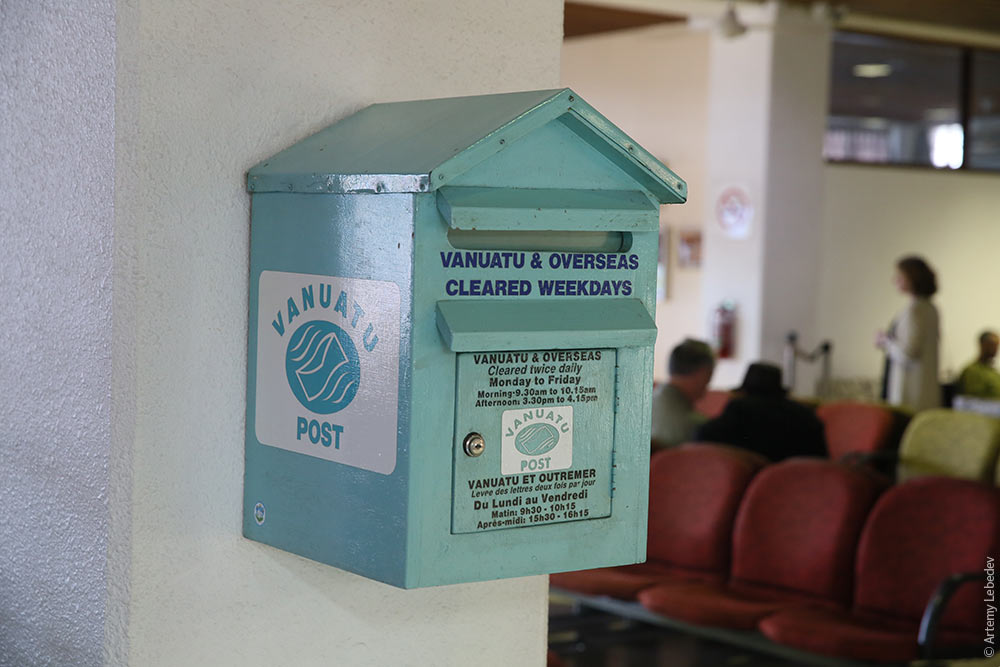 VANUATU
POST
VANUATU & OVERSEAS
CLEARED WEEKDAYS
VANUATU & OVERSEAS
Cleared twice daily
Monday to Friday
Morning-9.30am to 10.15am
Afternoon: 3.30pm to 4.15pm
VANUATU
POST
VANUATU ET OUTREMER
Levée des lettres deux fois par jour
Du Lundi au Vendredi
Matin: 9h30 - 10h15
Aprés-midi: 15h30 - 16h15
© Artemy Lebedev